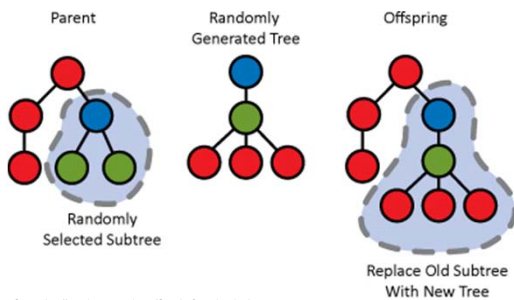 Parent
Randomly
Generated Tree
Offspring
Randomly
Selected Subtree
Replace Old Subtree
With New Tree